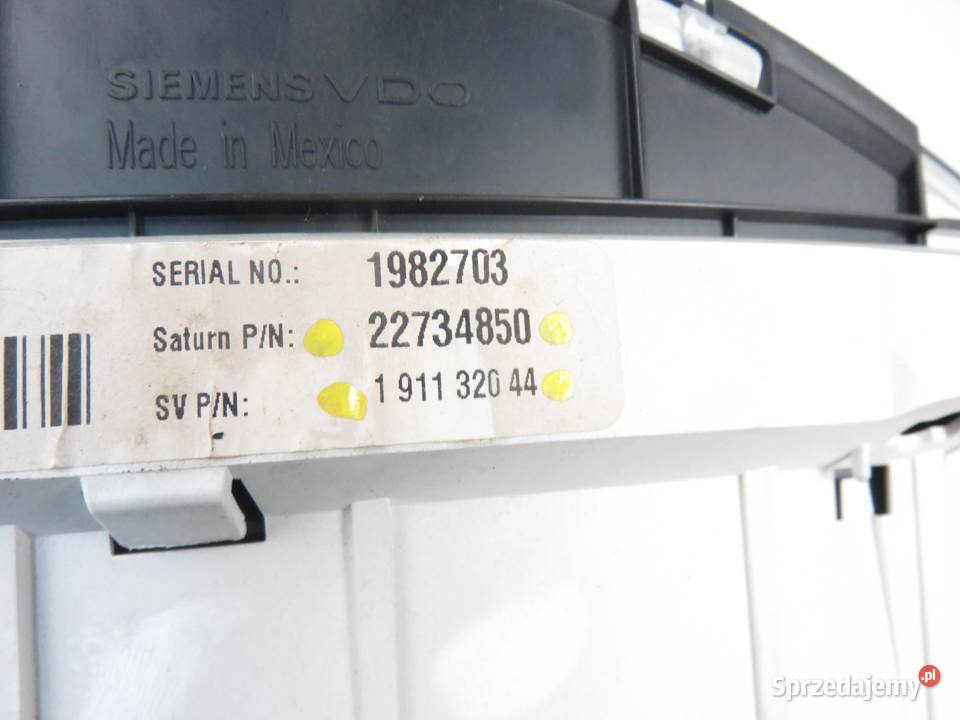 SIEMENS VDO
Made in Mexico
SERIAL NO.: 1982703
Saturn P/N: 22734850
SV P/N: 1 911 320 44
Sprzedajemy.pl